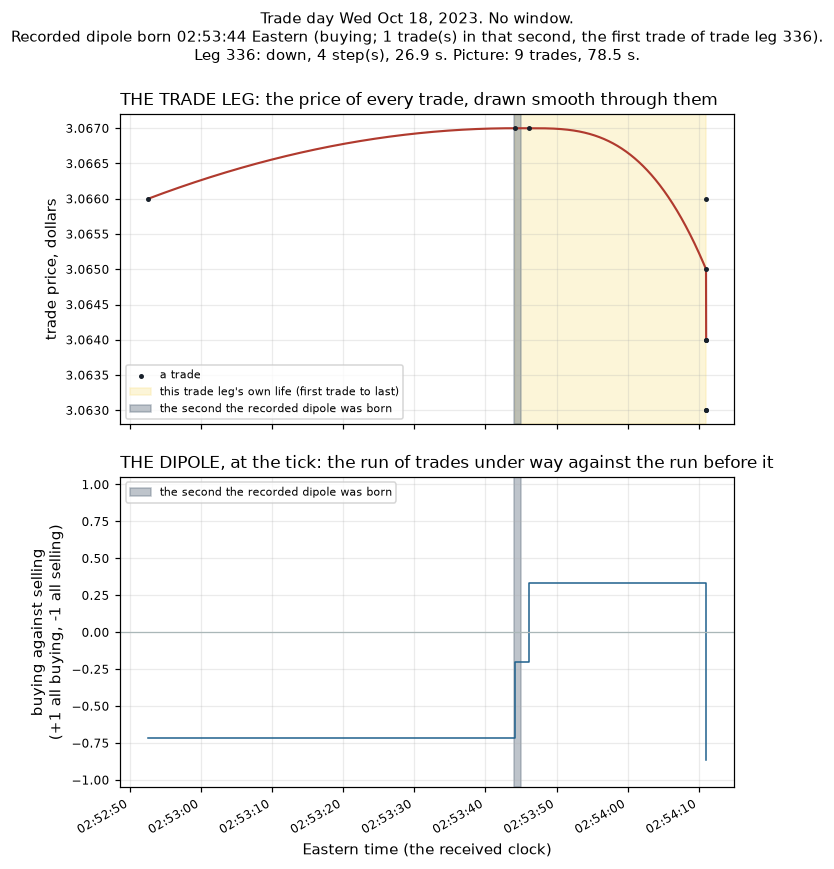 Trade day Wed Oct 18, 2023. No window.
Recorded dipole born 02:53:44 Eastern (buying; 1 trade(s) in that second, the first trade of trade leg 336).
Leg 336: down, 4 step(s), 26.9 s. Picture: 9 trades, 78.5 s.
THE TRADE LEG: the price of every trade, drawn smooth through them
trade price, dollars
3.0670
3.0665
3.0660
3.0655
3.0650
3.0645
3.0640
3.0635
3.0630
a trade
this trade leg's own life (first trade to last)
the second the recorded dipole was born
THE DIPOLE, at the tick: the run of trades under way against the run before it
buying against selling
(+1 all buying, -1 all selling)
1.00
0.75
0.50
0.25
0.00
−0.25
−0.50
−0.75
−1.00
the second the recorded dipole was born
02:52:50
02:53:00
02:53:10
02:53:20
02:53:30
02:53:40
02:53:50
02:54:00
02:54:10
Eastern time (the received clock)